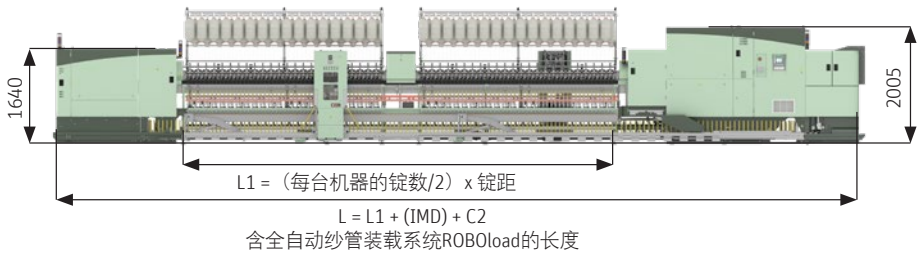 1640
2005
L1 =（每台机器的锭数/2）x 锭距
L = L1 + (IMD) + C2
含全自动纱管装载系统ROBOload的长度